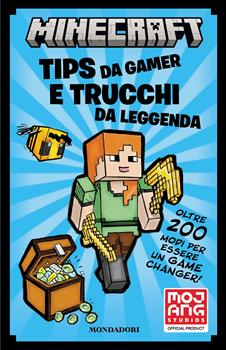 MINECRAFT
TIPS DA GAMER
E TRUCCHI
DA LEGGENDA
OLTRE
200
MODI PER
ESSERE
UN GAME
CHANGER!
MOJANG
STUDIOS
OFFICIAL PRODUCT
MONDADORI